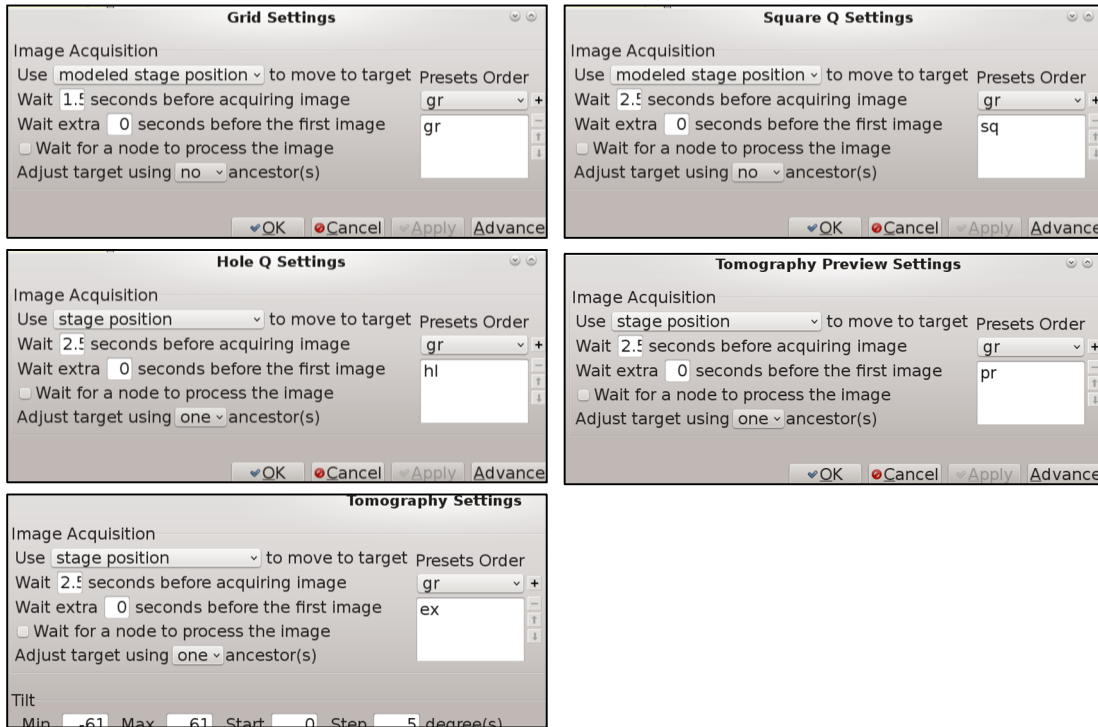 Grid Settings
Image Acquisition
Use modeled stage position to move to target Presets Order
Wait 1.5 seconds before acquiring image gr +
Wait extra 0 seconds before the first image gr
Wait for a node to process the image
Adjust target using no ancestor(s)
OK Cancel Apply Advance
Square Q Settings
Image Acquisition
Use modeled stage position to move to target Presets Order
Wait 2.5 seconds before acquiring image gr +
Wait extra 0 seconds before the first image sq
Wait for a node to process the image
Adjust target using no ancestor(s)
OK Cancel Apply Advance
Hole Q Settings
Image Acquisition
Use stage position to move to target Presets Order
Wait 2.5 seconds before acquiring image gr +
Wait extra 0 seconds before the first image hl
Wait for a node to process the image
Adjust target using one ancestor(s)
OK Cancel Apply Advance
Tomography Preview Settings
Image Acquisition
Use stage position to move to target Presets Order
Wait 2.5 seconds before acquiring image gr +
Wait extra 0 seconds before the first image pr
Wait for a node to process the image
Adjust target using one ancestor(s)
OK Cancel Apply Advance
Tomography Settings
Image Acquisition
Use stage position to move to target Presets Order
Wait 2.5 seconds before acquiring image gr +
Wait extra 0 seconds before the first image ex
Wait for a node to process the image
Adjust target using one ancestor(s)
Tilt
Min -61 Max 61 Start 0 Step 5 degree(s)